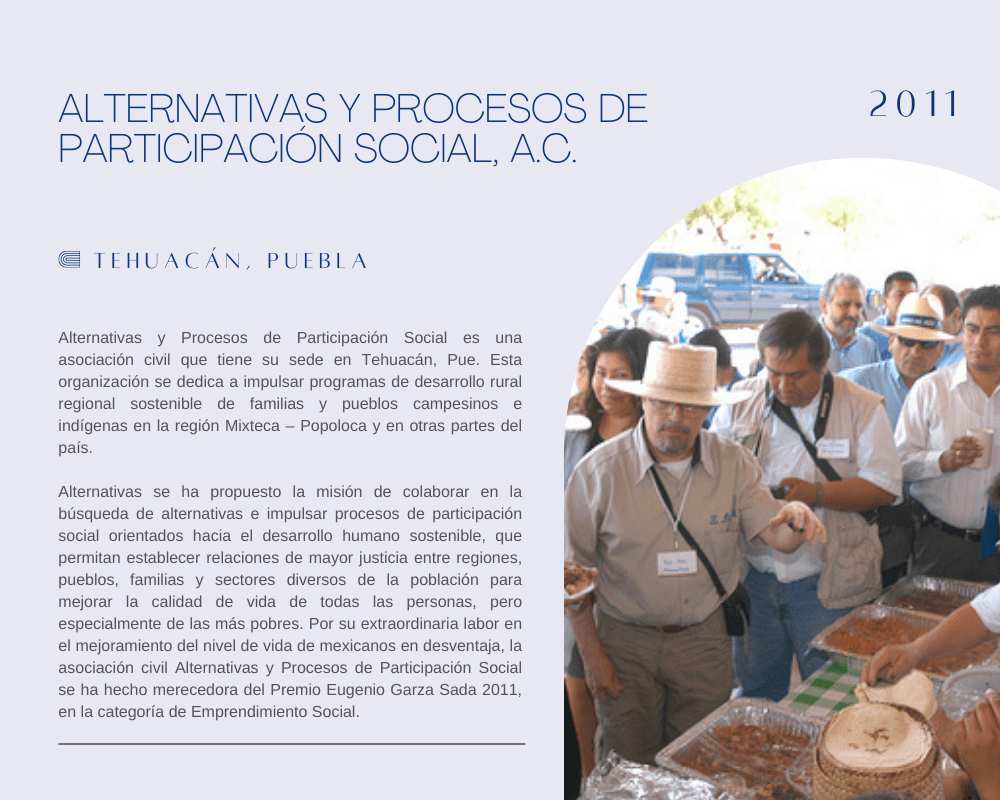 ALTERNATIVAS Y PROCESOS DE
PARTICIPACIÓN SOCIAL, A.C.
2011
TEHUACÁN, PUEBLA
Alternativas y Procesos de Participación Social es una
asociación civil que tiene su sede en Tehuacán, Pue. Esta
organización se dedica a impulsar programas de desarrollo rural
regional sostenible de familias y pueblos campesinos e
indígenas en la región Mixteca – Popoloca y en otras partes del
país.
Alternativas se ha propuesto la misión de colaborar en la
búsqueda de alternativas e impulsar procesos de participación
social orientados hacia el desarrollo humano sostenible, que
permitan establecer relaciones de mayor justicia entre regiones,
pueblos, familias y sectores diversos de la población para
mejorar la calidad de vida de todas las personas, pero
especialmente de las más pobres. Por su extraordinaria labor en
el mejoramiento del nivel de vida de mexicanos en desventaja, la
asociación civil Alternativas y Procesos de Participación Social
se ha hecho merecedora del Premio Eugenio Garza Sada 2011,
en la categoría de Emprendimiento Social.